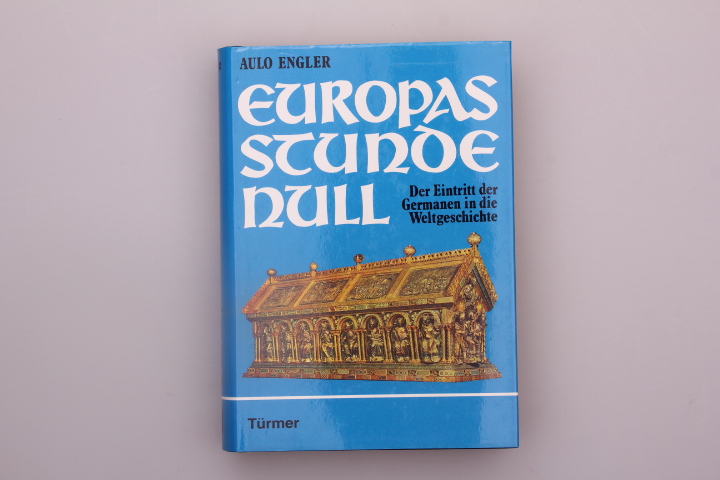 AULO ENGLER
EUROPAS
STUNDE
NULL
Der Eintritt der
Germanen in die
Weltgeschichte
Türmer